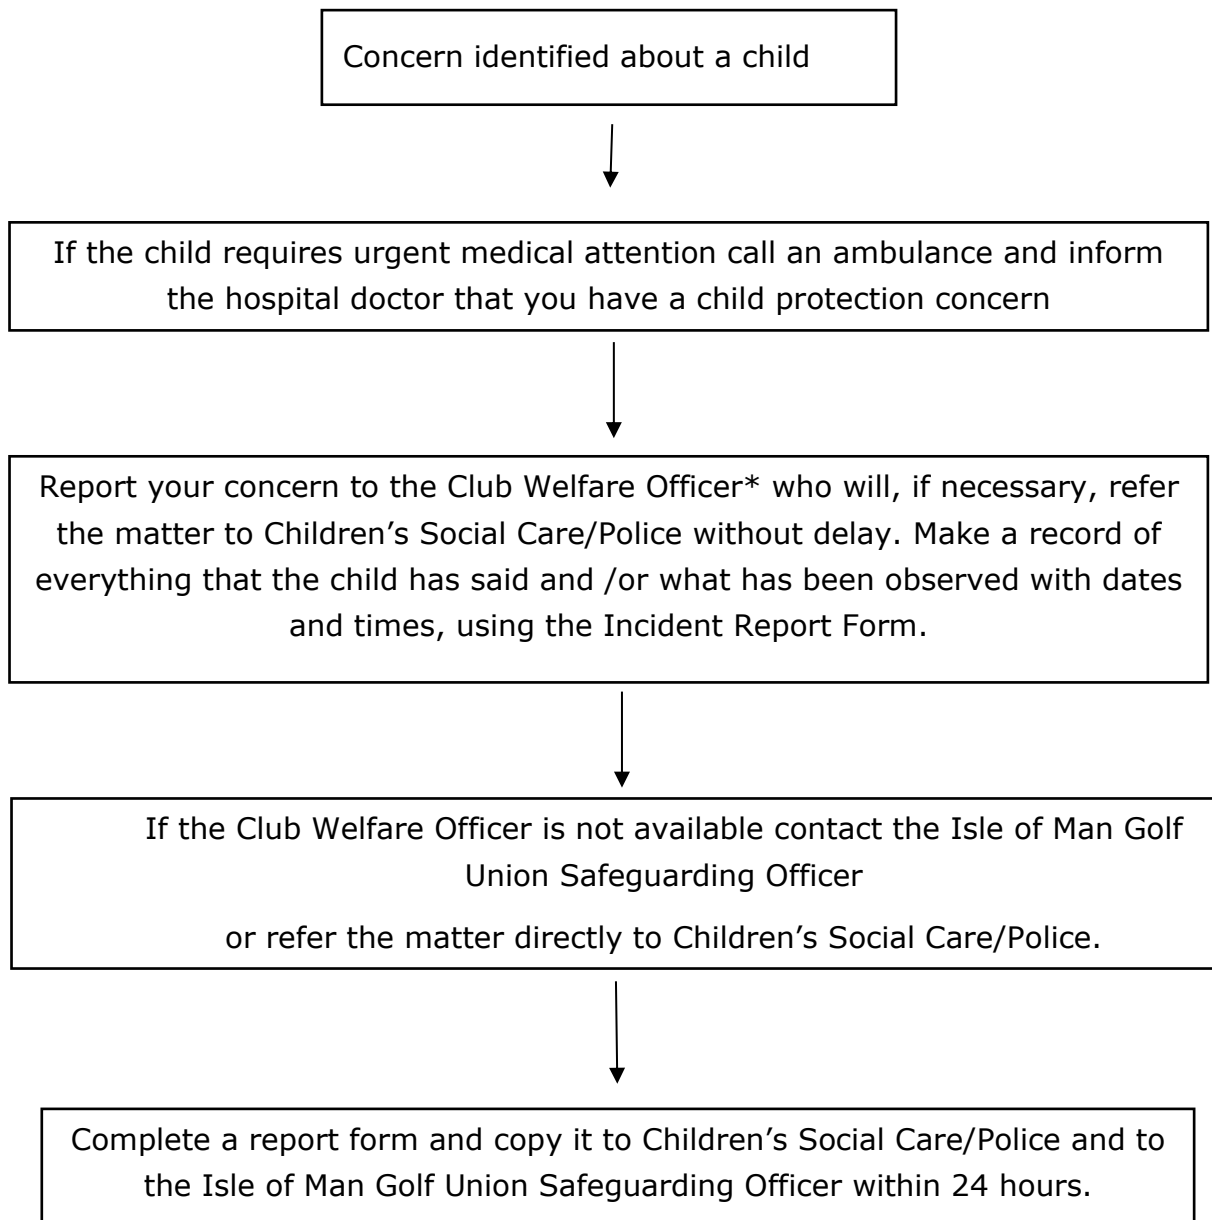 Concern identified about a child
If the child requires urgent medical attention call an ambulance and inform
the hospital doctor that you have a child protection concern
Report your concern to the Club Welfare Officer* who will, if necessary, refer
the matter to Children’s Social Care/Police without delay. Make a record of
everything that the child has said and /or what has been observed with dates
and times, using the Incident Report Form.
If the Club Welfare Officer is not available contact the Isle of Man Golf
Union Safeguarding Officer
or refer the matter directly to Children’s Social Care/Police.
Complete a report form and copy it to Children’s Social Care/Police and to
the Isle of Man Golf Union Safeguarding Officer within 24 hours.